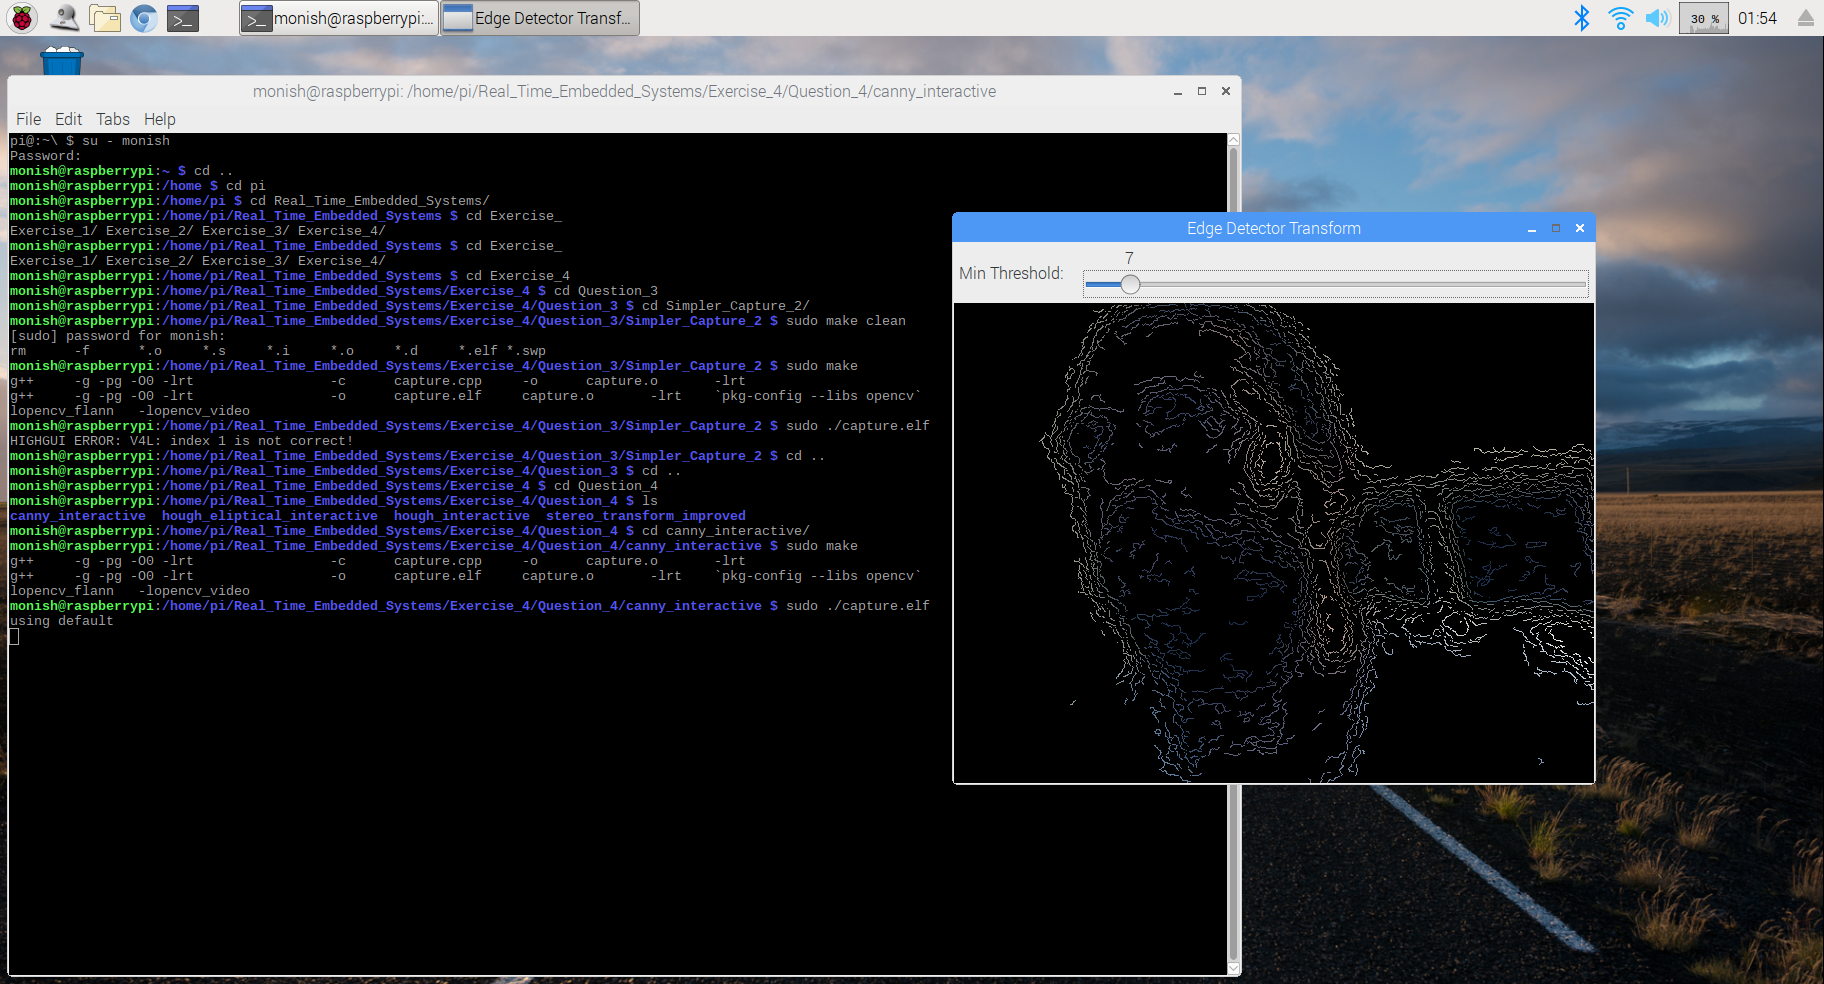 monish@raspberrypi:...
Edge Detector Transf...
30 %
01:54
monish@raspberrypi: /home/pi/Real_Time_Embedded_Systems/Exercise_4/Question_4/canny_interactive
File Edit Tabs Help
pi@:~\ $ su - monish
Password:
monish@raspberrypi:~ $ cd ..
monish@raspberrypi:/home $ cd pi
monish@raspberrypi:/home/pi $ cd Real_Time_Embedded_Systems/
monish@raspberrypi:/home/pi/Real_Time_Embedded_Systems $ cd Exercise_
Exercise_1/ Exercise_2/ Exercise_3/ Exercise_4/
monish@raspberrypi:/home/pi/Real_Time_Embedded_Systems $ cd Exercise_
Exercise_1/ Exercise_2/ Exercise_3/ Exercise_4/
monish@raspberrypi:/home/pi/Real_Time_Embedded_Systems $ cd Exercise_4
monish@raspberrypi:/home/pi/Real_Time_Embedded_Systems/Exercise_4 $ cd Question_3
monish@raspberrypi:/home/pi/Real_Time_Embedded_Systems/Exercise_4/Question_3 $ cd Simpler_Capture_2/
monish@raspberrypi:/home/pi/Real_Time_Embedded_Systems/Exercise_4/Question_3/Simpler_Capture_2 $ sudo make clean
[sudo] password for monish:
rm -f *.o *.s *.i *.o *.d *.elf *.swp
monish@raspberrypi:/home/pi/Real_Time_Embedded_Systems/Exercise_4/Question_3/Simpler_Capture_2 $ sudo make
g++ -g -pg -O0 -lrt -c capture.cpp -o capture.o -lrt
g++ -g -pg -O0 -lrt -o capture.elf capture.o -lrt `pkg-config --libs opencv`
lopencv_flann -lopencv_video
monish@raspberrypi:/home/pi/Real_Time_Embedded_Systems/Exercise_4/Question_3/Simpler_Capture_2 $ sudo ./capture.elf
HIGHGUI ERROR: V4L: index 1 is not correct!
monish@raspberrypi:/home/pi/Real_Time_Embedded_Systems/Exercise_4/Question_3/Simpler_Capture_2 $ cd ..
monish@raspberrypi:/home/pi/Real_Time_Embedded_Systems/Exercise_4/Question_3 $ cd ..
monish@raspberrypi:/home/pi/Real_Time_Embedded_Systems/Exercise_4 $ cd Question_4
monish@raspberrypi:/home/pi/Real_Time_Embedded_Systems/Exercise_4/Question_4 $ ls
canny_interactive hough_eliptical_interactive hough_interactive stereo_transform_improved
monish@raspberrypi:/home/pi/Real_Time_Embedded_Systems/Exercise_4/Question_4 $ cd canny_interactive/
monish@raspberrypi:/home/pi/Real_Time_Embedded_Systems/Exercise_4/Question_4/canny_interactive $ sudo make
g++ -g -pg -O0 -lrt -c capture.cpp -o capture.o -lrt
g++ -g -pg -O0 -lrt -o capture.elf capture.o -lrt `pkg-config --libs opencv`
lopencv_flann -lopencv_video
monish@raspberrypi:/home/pi/Real_Time_Embedded_Systems/Exercise_4/Question_4/canny_interactive $ sudo ./capture.elf
using default
Edge Detector Transform
7
Min Threshold: